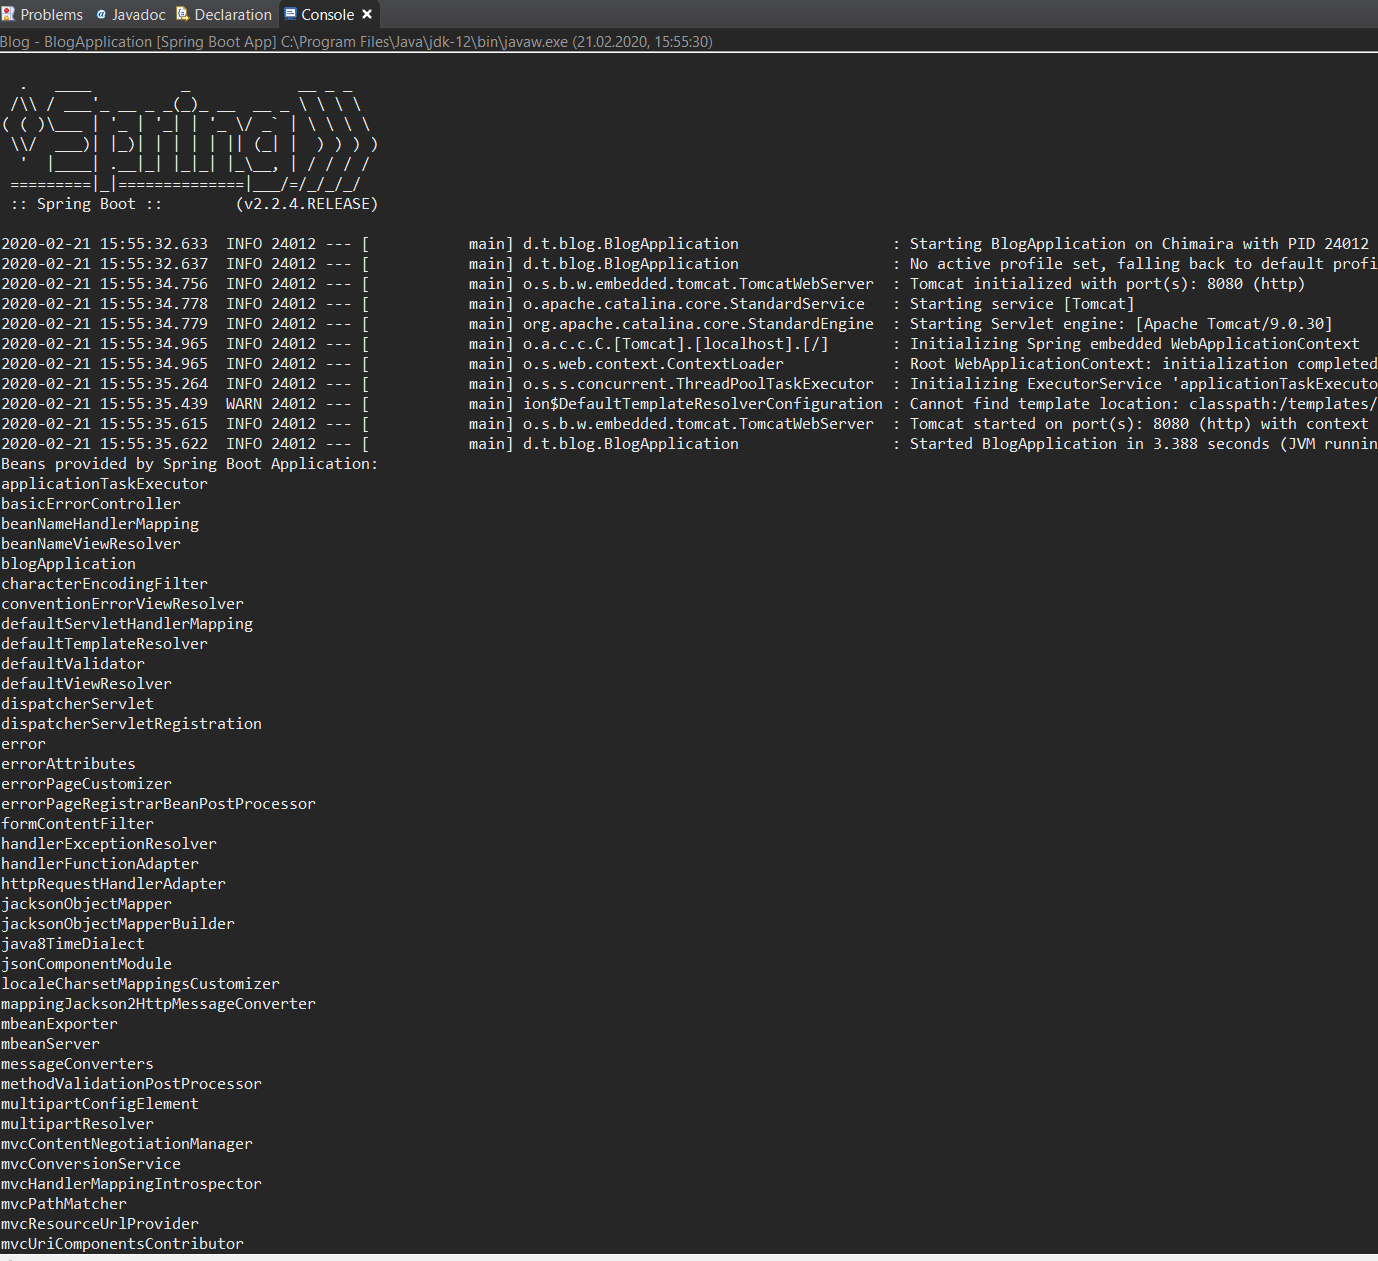 Problems @ Javadoc Declaration Console
Blog - BlogApplication [Spring Boot App] C:\Program Files\Java\jdk-12\bin\javaw.exe (21.02.2020, 15:55:30)
  .   ____          _            __ _ _
 /\\ / ___'_ __ _ _(_)_ __  __ _ \ \ \ \
( ( )\___ | '_ | '_| | '_ \/ _` | \ \ \ \
 \\/  ___)| |_)| | | | | || (_| |  ) ) ) )
  '  |____| .__|_| |_|_| |_\__, | / / / /
 =========|_|==============|___/=/_/_/_/
 :: Spring Boot ::        (v2.2.4.RELEASE)
2020-02-21 15:55:32.633  INFO 24012 --- [           main] d.t.blog.BlogApplication                 : Starting BlogApplication on Chimaira with PID 24012
2020-02-21 15:55:32.637  INFO 24012 --- [           main] d.t.blog.BlogApplication                 : No active profile set, falling back to default profi
2020-02-21 15:55:34.756  INFO 24012 --- [           main] o.s.b.w.embedded.tomcat.TomcatWebServer  : Tomcat initialized with port(s): 8080 (http)
2020-02-21 15:55:34.778  INFO 24012 --- [           main] o.apache.catalina.core.StandardService   : Starting service [Tomcat]
2020-02-21 15:55:34.779  INFO 24012 --- [           main] org.apache.catalina.core.StandardEngine  : Starting Servlet engine: [Apache Tomcat/9.0.30]
2020-02-21 15:55:34.965  INFO 24012 --- [           main] o.a.c.c.C.[Tomcat].[localhost].[/]       : Initializing Spring embedded WebApplicationContext
2020-02-21 15:55:34.965  INFO 24012 --- [           main] o.s.web.context.ContextLoader            : Root WebApplicationContext: initialization completed
2020-02-21 15:55:35.264  INFO 24012 --- [           main] o.s.s.concurrent.ThreadPoolTaskExecutor  : Initializing ExecutorService 'applicationTaskExecuto
2020-02-21 15:55:35.439  WARN 24012 --- [           main] ion$DefaultTemplateResolverConfiguration : Cannot find template location: classpath:/templates/
2020-02-21 15:55:35.615  INFO 24012 --- [           main] o.s.b.w.embedded.tomcat.TomcatWebServer  : Tomcat started on port(s): 8080 (http) with context
2020-02-21 15:55:35.622  INFO 24012 --- [           main] d.t.blog.BlogApplication                 : Started BlogApplication in 3.388 seconds (JVM runnin
Beans provided by Spring Boot Application:
applicationTaskExecutor
basicErrorController
beanNameHandlerMapping
beanNameViewResolver
blogApplication
characterEncodingFilter
conventionErrorViewResolver
defaultServletHandlerMapping
defaultTemplateResolver
defaultValidator
defaultViewResolver
dispatcherServlet
dispatcherServletRegistration
error
errorAttributes
errorPageCustomizer
errorPageRegistrarBeanPostProcessor
formContentFilter
handlerExceptionResolver
handlerFunctionAdapter
httpRequestHandlerAdapter
jacksonObjectMapper
jacksonObjectMapperBuilder
java8TimeDialect
jsonComponentModule
localeCharsetMappingsCustomizer
mappingJackson2HttpMessageConverter
mbeanExporter
mbeanServer
messageConverters
methodValidationPostProcessor
multipartConfigElement
multipartResolver
mvcContentNegotiationManager
mvcConversionService
mvcHandlerMappingIntrospector
mvcPathMatcher
mvcResourceUrlProvider
mvcUriComponentsContributor